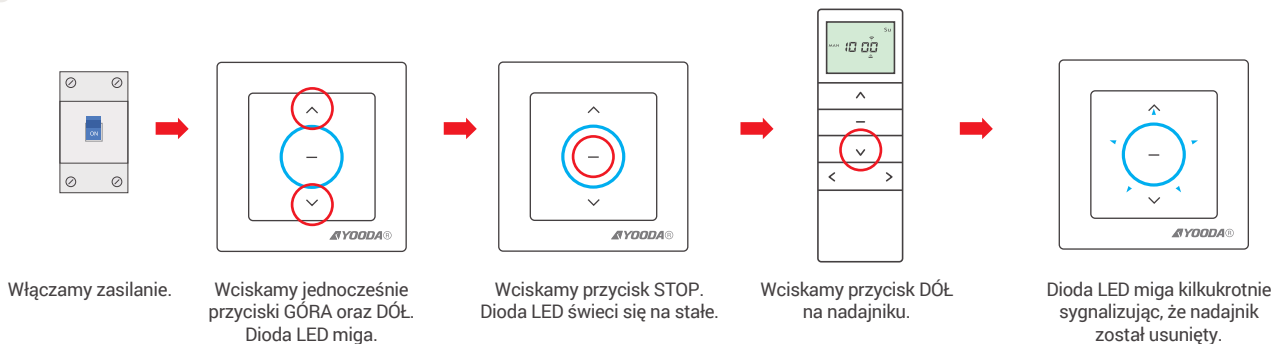 ON
YOODA®
YOODA®
Su
MAN 10:00
YOODA®
Włączamy zasilanie.
Wciskamy jednocześnie
przyciski GÓRA oraz DÓŁ.
Dioda LED miga.
Wciskamy przycisk STOP.
Dioda LED świeci się na stałe.
Wciskamy przycisk DÓŁ
na nadajniku.
Dioda LED miga kilkukrotnie
sygnalizując, że nadajnik
został usunięty.